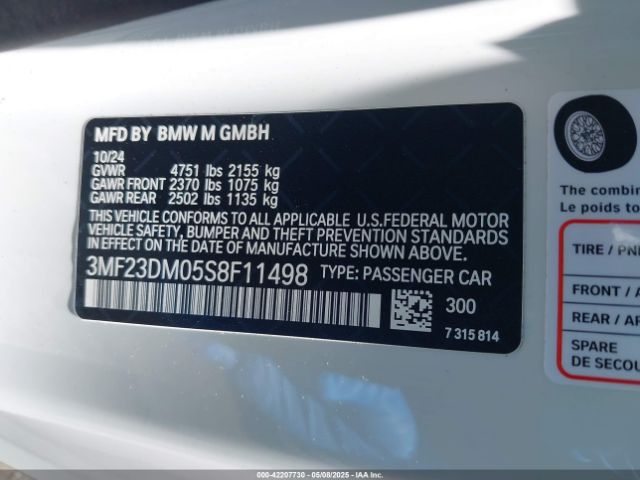 MFD BY BMW M GMBH
10/24
GVWR 4751 lbs 2155 kg
GAWR FRONT 2370 lbs 1075 kg
GAWR REAR 2502 lbs 1135 kg
THIS VEHICLE CONFORMS TO ALL APPLICABLE U.S.FEDERAL MOTOR
VEHICLE SAFETY, BUMPER AND THEFT PREVENTION STANDARDS
IN EFFECT ON THE DATE OF MANUFACTURE SHOWN ABOVE.
3MF23DM05S8F11498 TYPE: PASSENGER CAR
300
7 315 814
The combin
Le poids to
TIRE / PNE
FRONT / A
REAR / AR
SPARE
DE SECOU
000-42207730 - 05/08/2025 - IAA Inc.